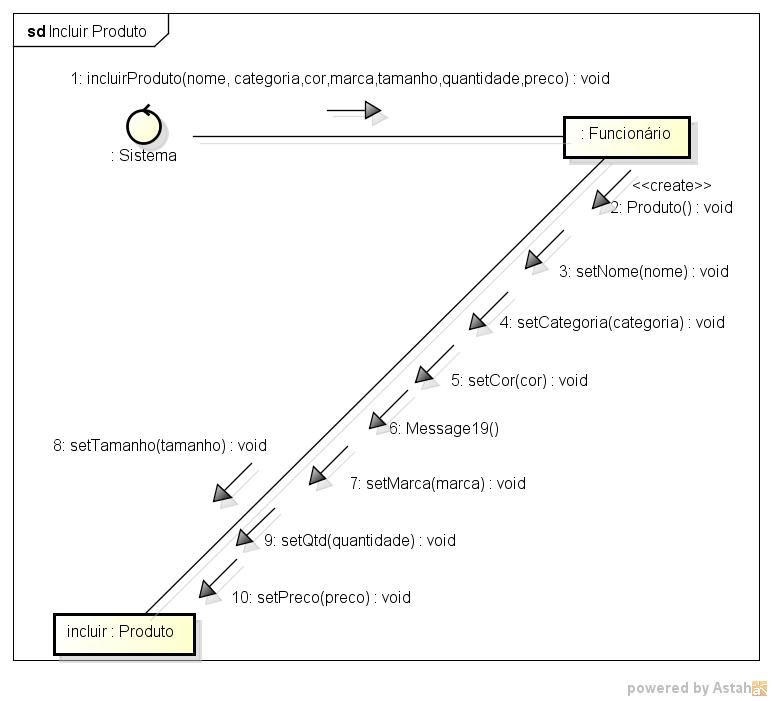 sd Incluir Produto
1: incluirProduto(nome, categoria,cor,marca,tamanho,quantidade,preco) : void
: Sistema
: Funcionário
<<create>>
2: Produto() : void
3: setNome(nome) : void
4: setCategoria(categoria) : void
5: setCor(cor) : void
6: Message19()
8: setTamanho(tamanho) : void
7: setMarca(marca) : void
9: setQtd(quantidade) : void
10: setPreco(preco) : void
incluir : Produto
powered by Astah